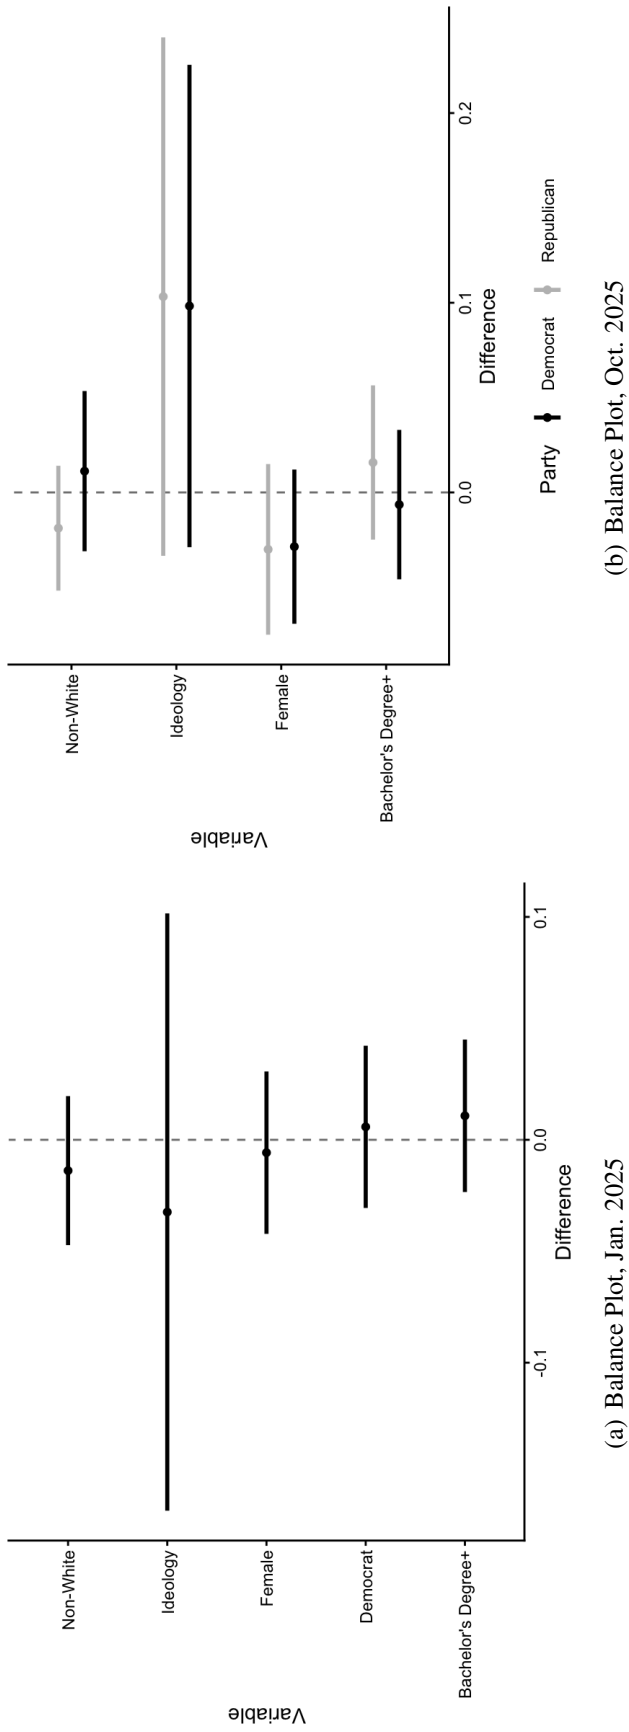 Variable
Non-White
Ideology
Female
Democrat
Bachelor's Degree+
-0.1
0.0
0.1
Difference
(a) Balance Plot, Jan. 2025
Variable
Non-White
Ideology
Female
Bachelor's Degree+
0.0
0.1
0.2
Difference
Party Democrat Republican
(b) Balance Plot, Oct. 2025